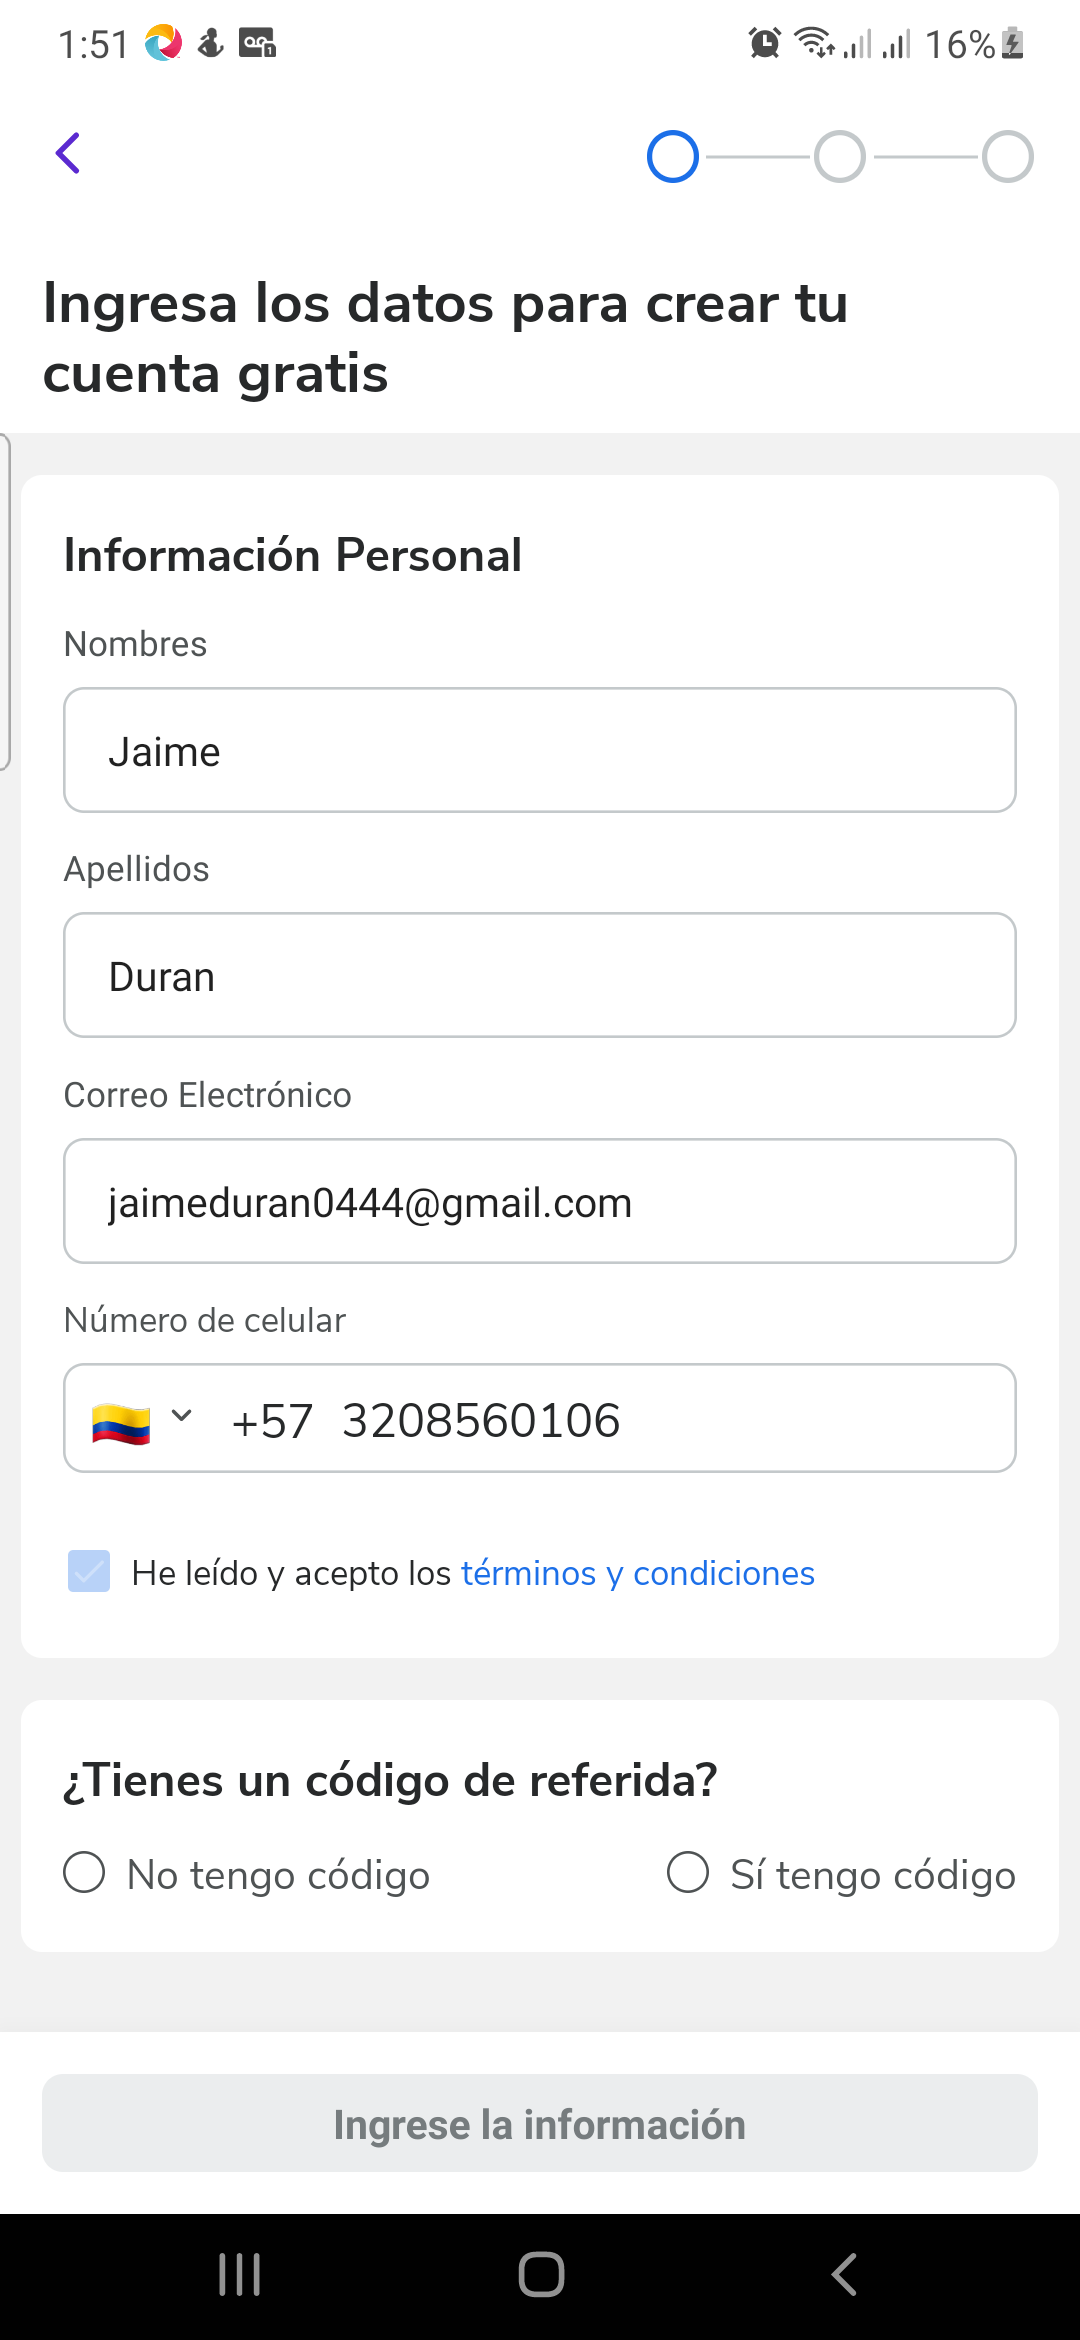 1:51
16%
Ingresa los datos para crear tu
cuenta gratis
Información Personal
Nombres
Jaime
Apellidos
Duran
Correo Electrónico
jaimeduran0444@gmail.com
Número de celular
+57 3208560106
He leído y acepto los términos y condiciones
¿Tienes un código de referida?
No tengo código
Sí tengo código
Ingrese la información